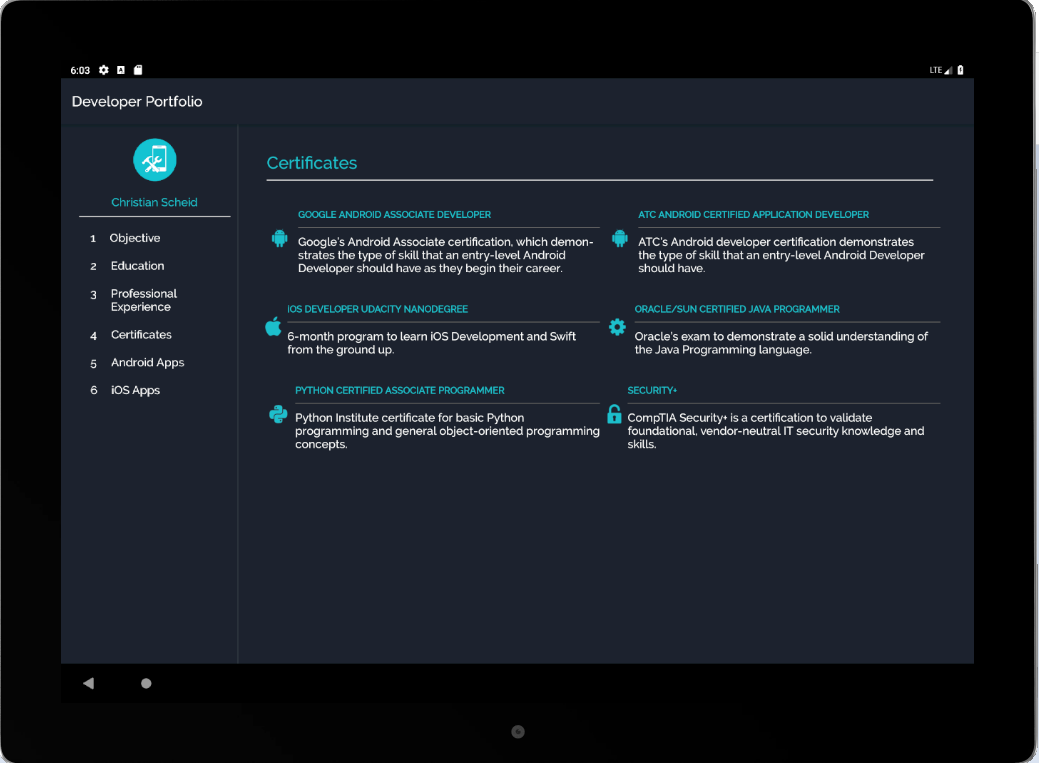 6:03
LTE
Developer Portfolio
Christian Scheid
1 Objective
2 Education
3 Professional
Experience
4 Certificates
5 Android Apps
6 iOS Apps
Certificates
GOOGLE ANDROID ASSOCIATE DEVELOPER
Google's Android Associate certification, which demon-
strates the type of skill that an entry-level Android
Developer should have as they begin their career.
ATC ANDROID CERTIFIED APPLICATION DEVELOPER
ATC's Android developer certification demonstrates
the type of skill that an entry-level Android Developer
should have.
IOS DEVELOPER UDACITY NANODEGREE
6-month program to learn iOS Development and Swift
from the ground up.
ORACLE/SUN CERTIFIED JAVA PROGRAMMER
Oracle's exam to demonstrate a solid understanding of
the Java Programming language.
PYTHON CERTIFIED ASSOCIATE PROGRAMMER
Python Institute certificate for basic Python
programming and general object-oriented programming
concepts.
SECURITY+
CompTIA Security+ is a certification to validate
foundational, vendor-neutral IT security knowledge and
skills.